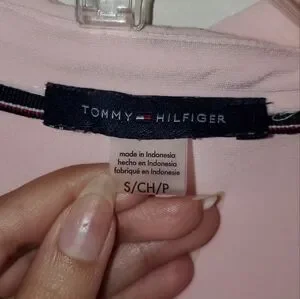 TOMMY HILFIGER
made in Indonesia
hecho en Indonesia
fabriqué en Indonésie
S/CH/P